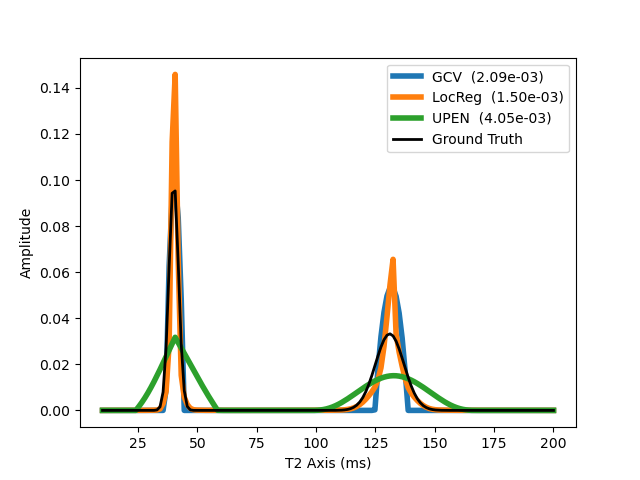 GCV (2.09e-03)
LocReg (1.50e-03)
UPEN (4.05e-03)
Ground Truth
0.14
0.12
0.10
0.08
0.06
0.04
0.02
0.00
Amplitude
25 50 75 100 125 150 175 200
T2 Axis (ms)